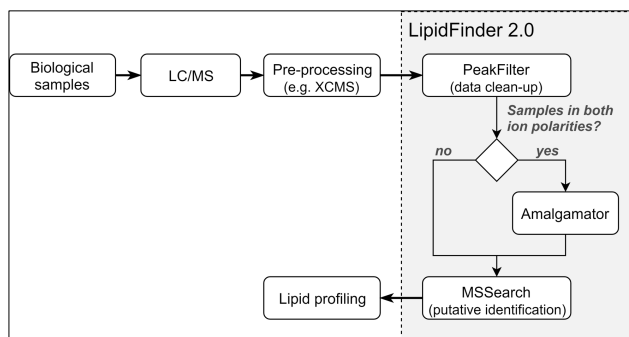 LipidFinder 2.0
Biological
samples
LC/MS
Pre-processing
(e.g. XCMS)
PeakFilter
(data clean-up)
Samples in both
ion polarities?
no
yes
Amalgamator
MSSearch
(putative identification)
Lipid profiling